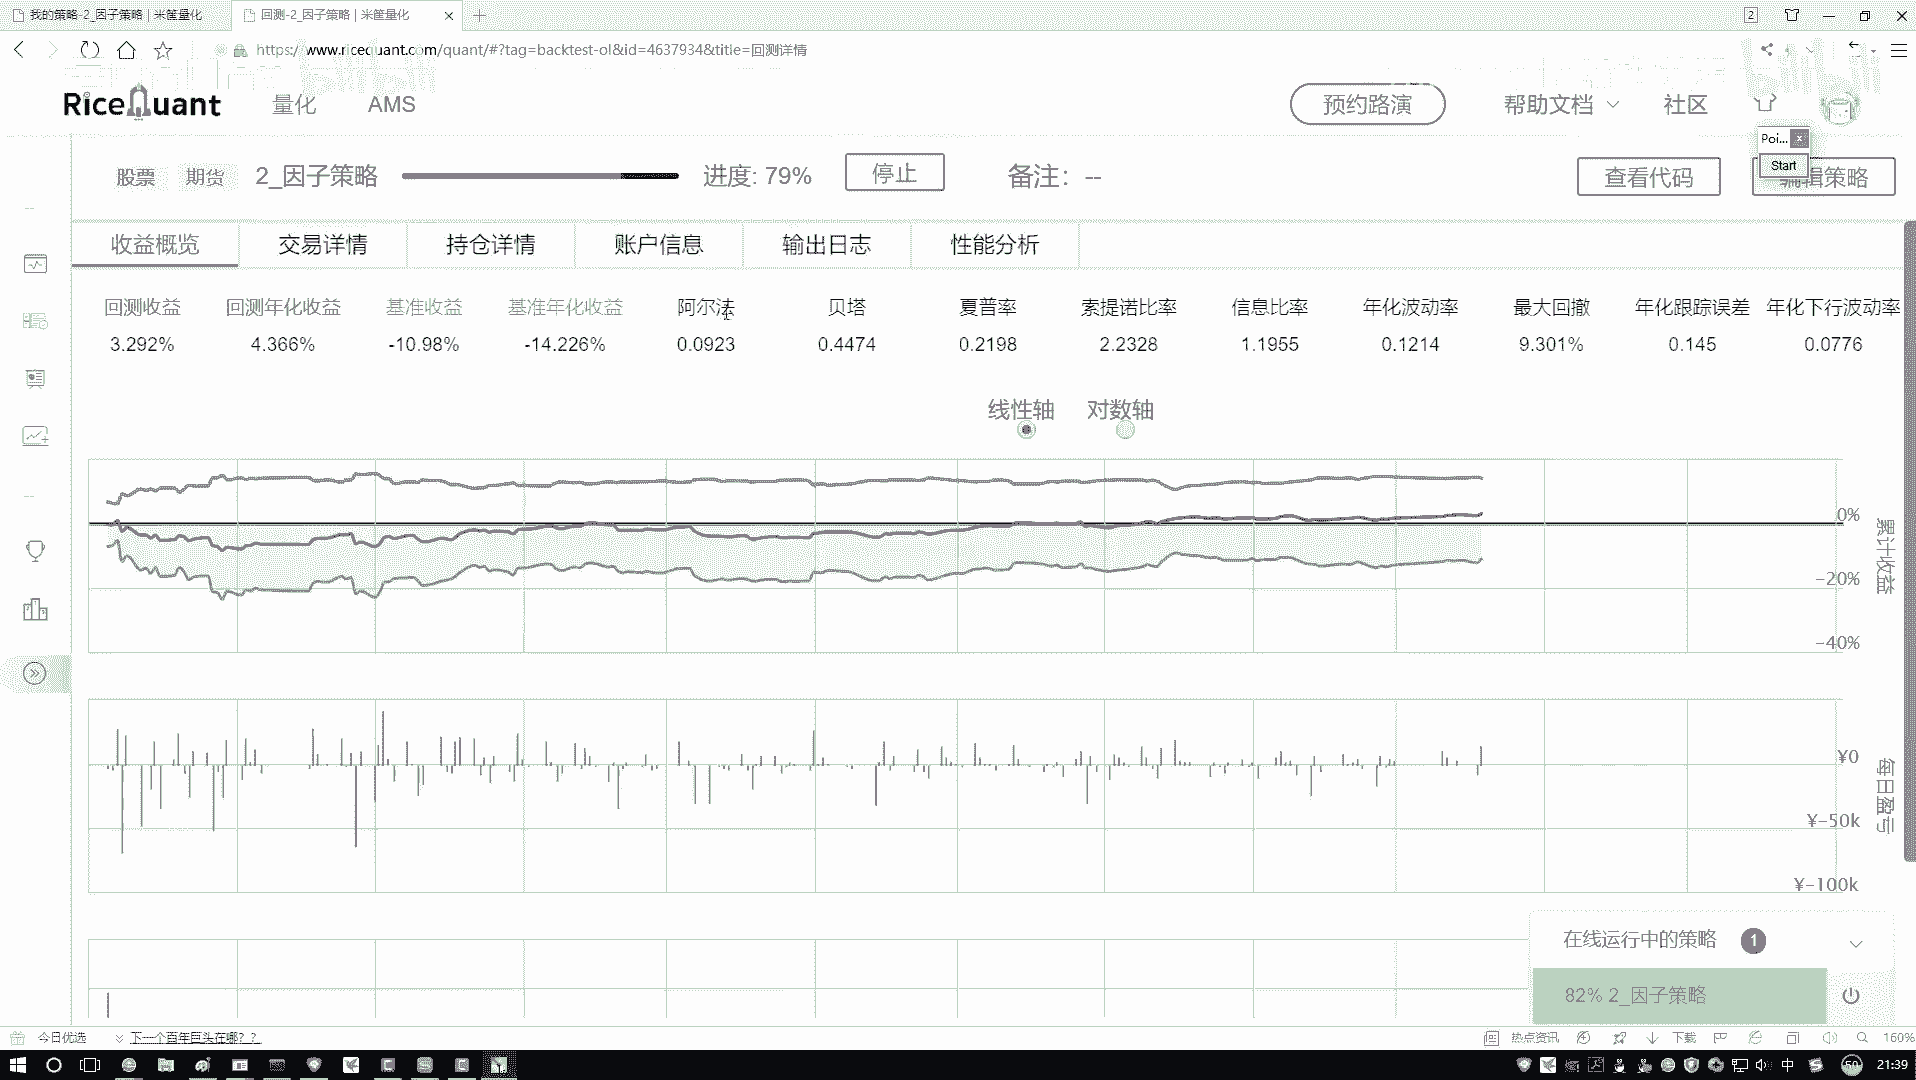 我的策略-2_因子策略 | 米筐量化
回测-2_因子策略 | 米筐量化
2
https://www.ricequant.com/quant/#?tag=backtest-ol&id=4637934&title=回测详情
bilibili
RiceQuant 量化 AMS 预约路演 帮助文档 社区
Poi... x
Start
股票 期货 2_因子策略 进度: 79% 停止 备注: -- 查看代码 编辑策略
收益概览 交易详情 持仓详情 账户信息 输出日志 性能分析
回测收益 回测年化收益 基准收益 基准年化收益 阿尔法 贝塔 夏普率 索提诺比率 信息比率 年化波动率 最大回撤 年化跟踪误差 年化下行波动率
3.292% 4.366% -10.98% -14.226% 0.0923 0.4474 0.2198 2.2328 1.1955 0.1214 9.301% 0.145 0.0776
线性轴 对数轴
0%
-20%
-40%
累计收益
¥0
¥-50k
¥-100k
每日盈亏
在线运行中的策略 1
82% 2_因子策略
今日优选 下一个百年巨头在哪？？ 热点资讯 下载 160%
中 50 21:39